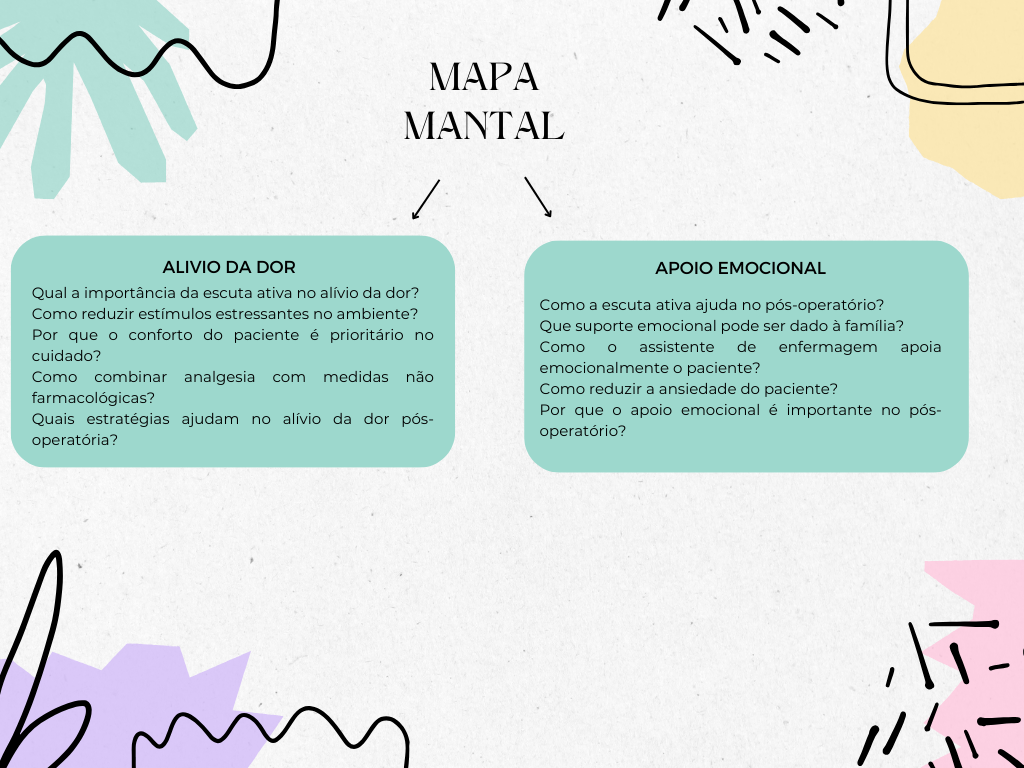 MAPA
MANTAL
ALIVIO DA DOR
Qual a importância da escuta ativa no alívio da dor?
Como reduzir estímulos estressantes no ambiente?
Por que o conforto do paciente é prioritário no
cuidado?
Como combinar analgesia com medidas não
farmacológicas?
Quais estratégias ajudam no alívio da dor pós-
operatória?
APOIO EMOCIONAL
Como a escuta ativa ajuda no pós-operatório?
Que suporte emocional pode ser dado à família?
Como o assistente de enfermagem apoia
emocionalmente o paciente?
Como reduzir a ansiedade do paciente?
Por que o apoio emocional é importante no pós-
operatório?